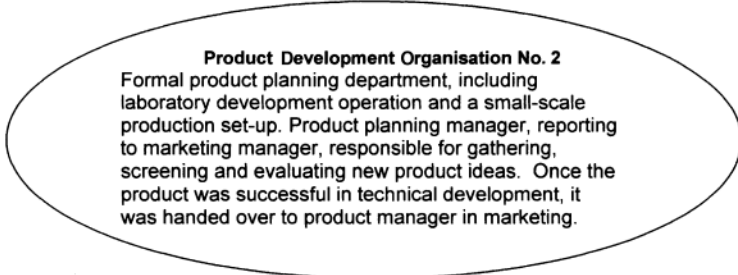 Product Development Organisation No. 2
Formal product planning department, including
laboratory development operation and a small-scale
production set-up. Product planning manager, reporting
to marketing manager, responsible for gathering,
screening and evaluating new product ideas. Once the
product was successful in technical development, it
was handed over to product manager in marketing.